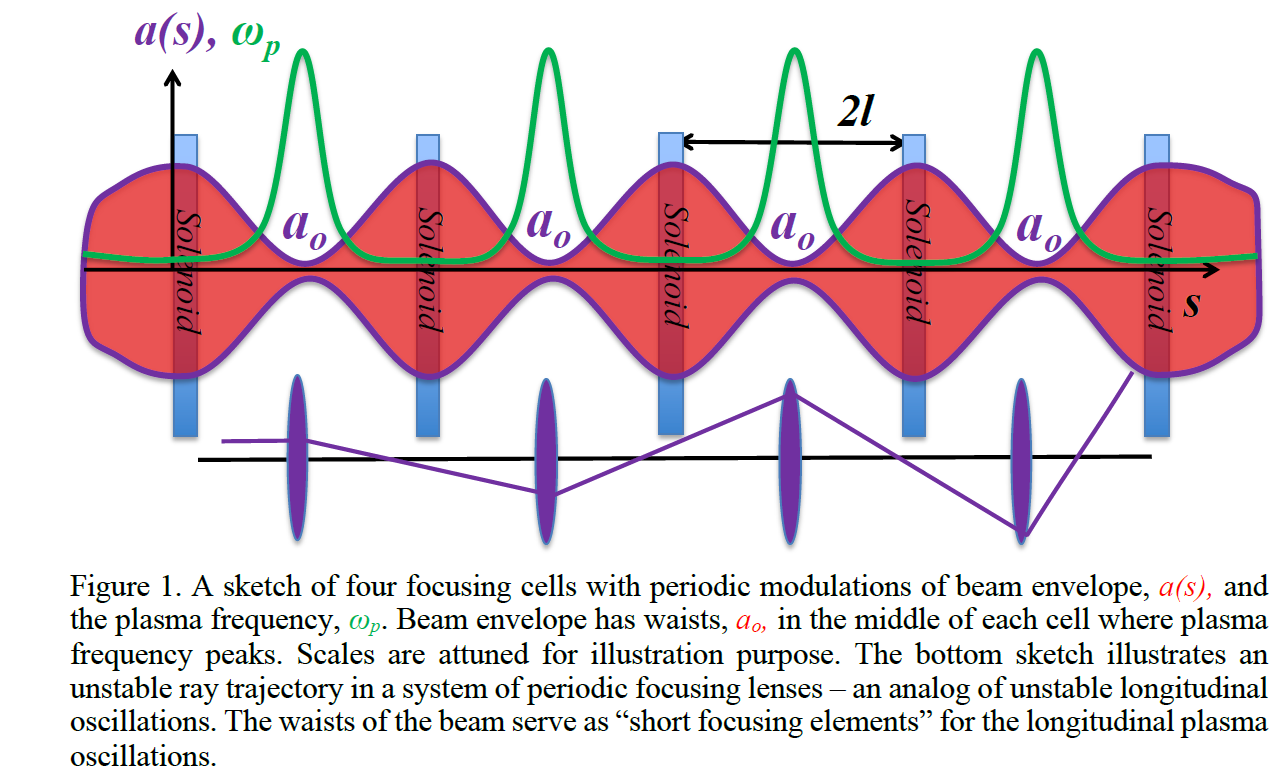 a(s), ωp
2l
ao ao ao ao
Solenoid Solenoid Solenoid Solenoid Solenoid
s
Figure 1. A sketch of four focusing cells with periodic modulations of beam envelope, a(s), and
the plasma frequency, ωp. Beam envelope has waists, ao, in the middle of each cell where plasma
frequency peaks. Scales are attuned for illustration purpose. The bottom sketch illustrates an
unstable ray trajectory in a system of periodic focusing lenses – an analog of unstable longitudinal
oscillations. The waists of the beam serve as “short focusing elements” for the longitudinal plasma
oscillations.